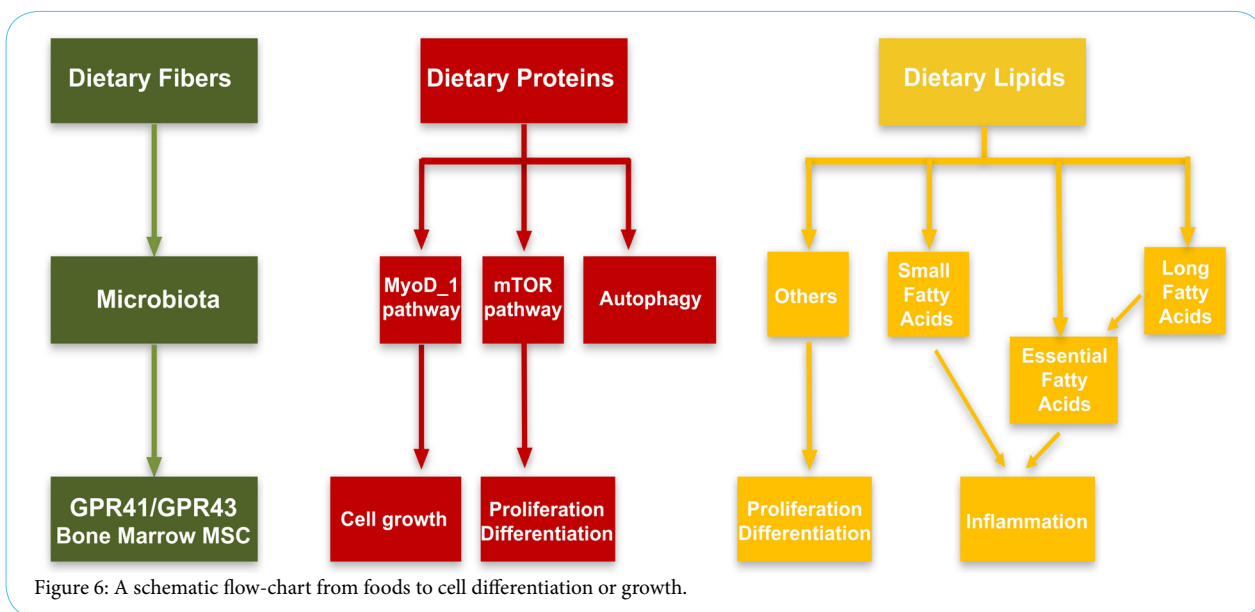 Dietary Fibers
Dietary Proteins
Dietary Lipids
Microbiota
MyoD_1
pathway
mTOR
pathway
Autophagy
Others
Small
Fatty
Acids
Long
Fatty
Acids
Essential
Fatty
Acids
GPR41/GPR43
Bone Marrow MSC
Cell growth
Proliferation
Differentiation
Proliferation
Differentiation
Inflammation
Figure 6: A schematic flow-chart from foods to cell differentiation or growth.